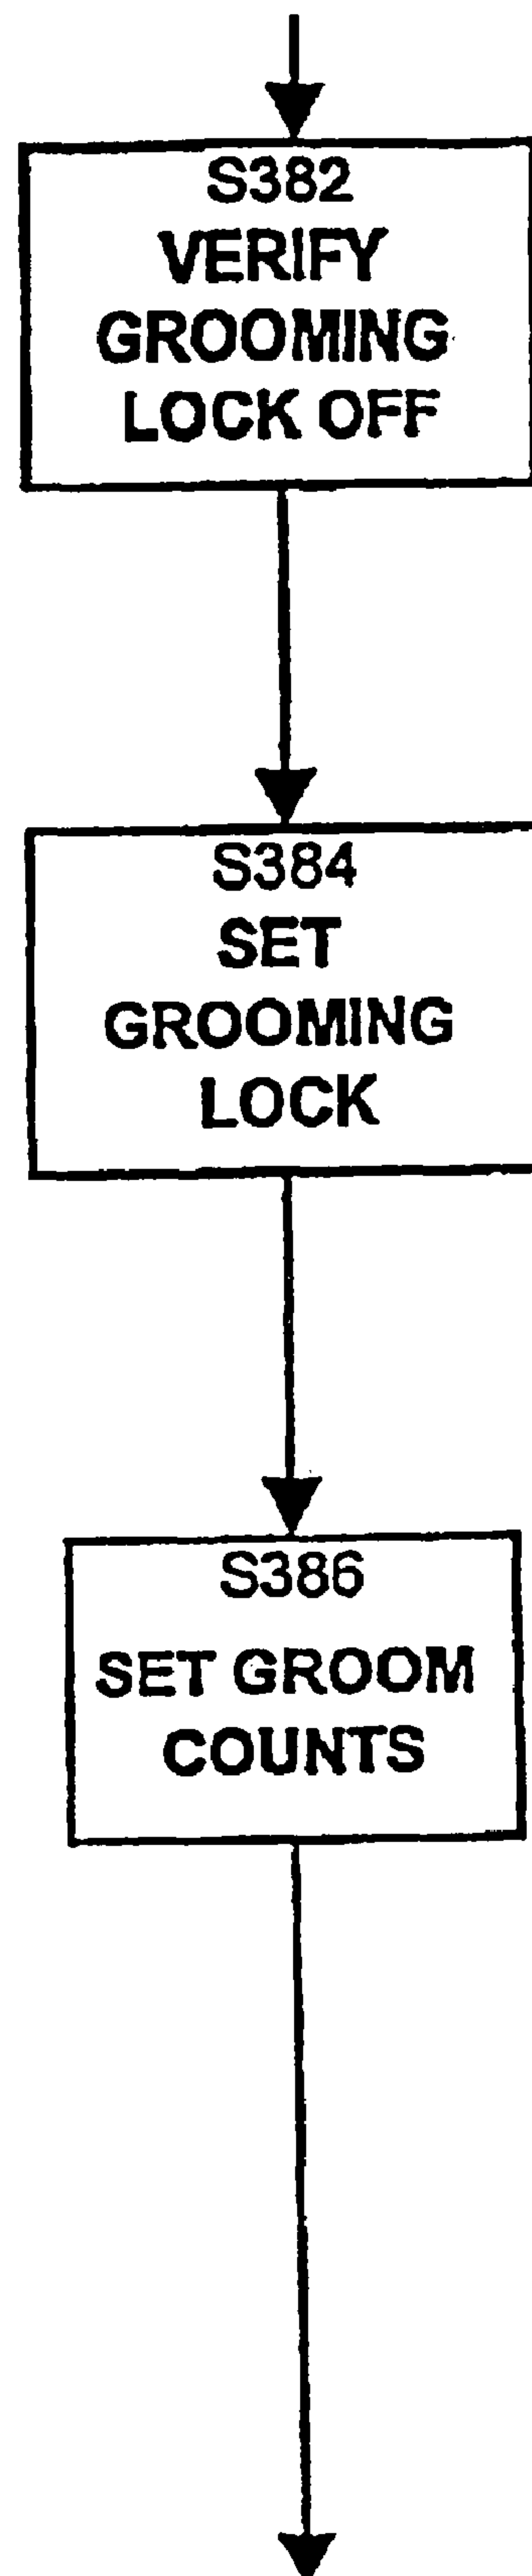 S382
VERIFY
GROOMING
LOCK OFF
S384
SET
GROOMING
LOCK
S386
SET GROOM
COUNTS